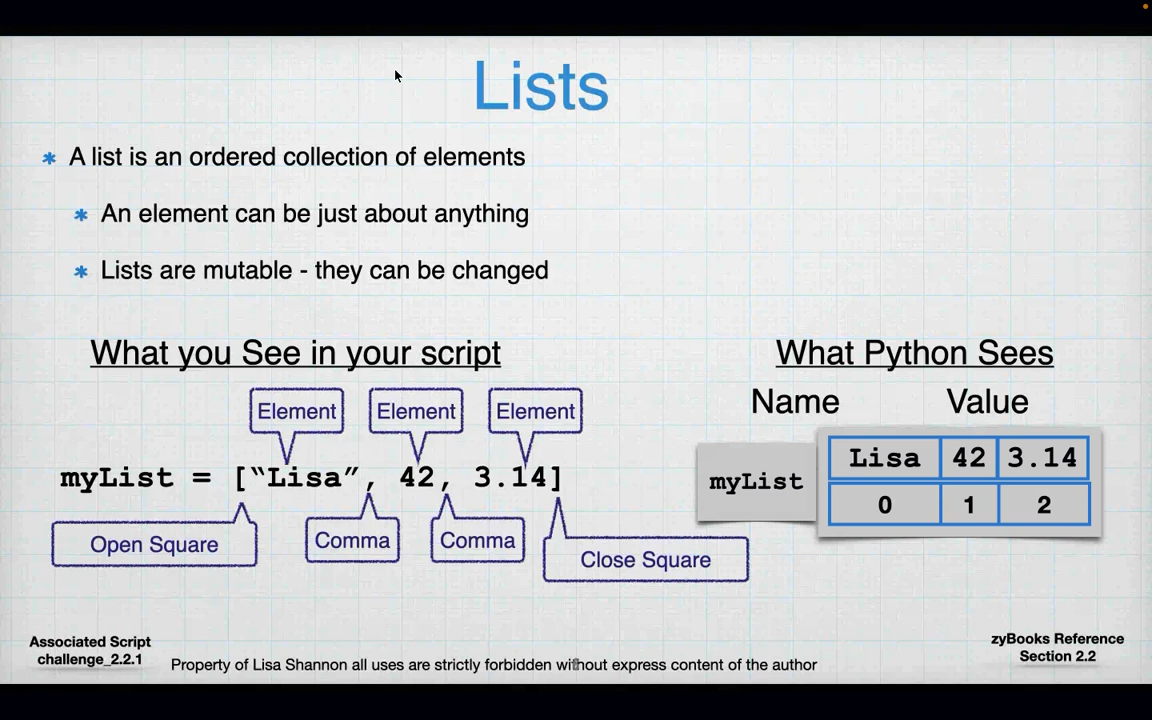 Lists
* A list is an ordered collection of elements
* An element can be just about anything
* Lists are mutable - they can be changed
What you See in your script
What Python Sees
Name Value
Element Element Element
myList = [“Lisa”, 42, 3.14]
Open Square
Comma
Comma
Close Square
myList
Lisa 42 3.14
0 1 2
Associated Script
challenge_2.2.1
Property of Lisa Shannon all uses are strictly forbidden without express content of the author
zyBooks Reference
Section 2.2